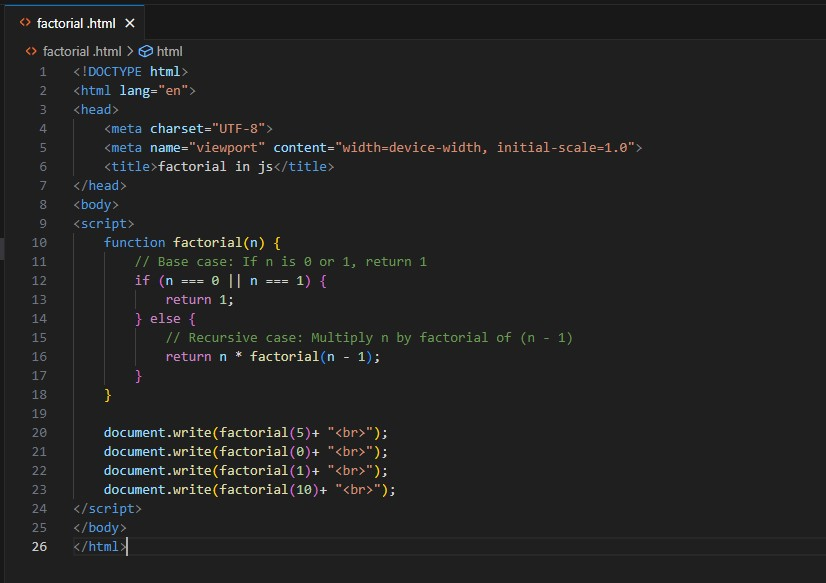 <> factorial .html ×
<> factorial .html > html
1 <!DOCTYPE html>
2 <html lang="en">
3 <head>
4     <meta charset="UTF-8">
5     <meta name="viewport" content="width=device-width, initial-scale=1.0">
6     <title>factorial in js</title>
7 </head>
8 <body>
9 <script>
10     function factorial(n) {
11         // Base case: If n is 0 or 1, return 1
12         if (n === 0 || n === 1) {
13             return 1;
14         } else {
15             // Recursive case: Multiply n by factorial of (n - 1)
16             return n * factorial(n - 1);
17         }
18     }
19
20     document.write(factorial(5)+ "<br>");
21     document.write(factorial(0)+ "<br>");
22     document.write(factorial(1)+ "<br>");
23     document.write(factorial(10)+ "<br>");
24 </script>
25 </body>
26 </html>